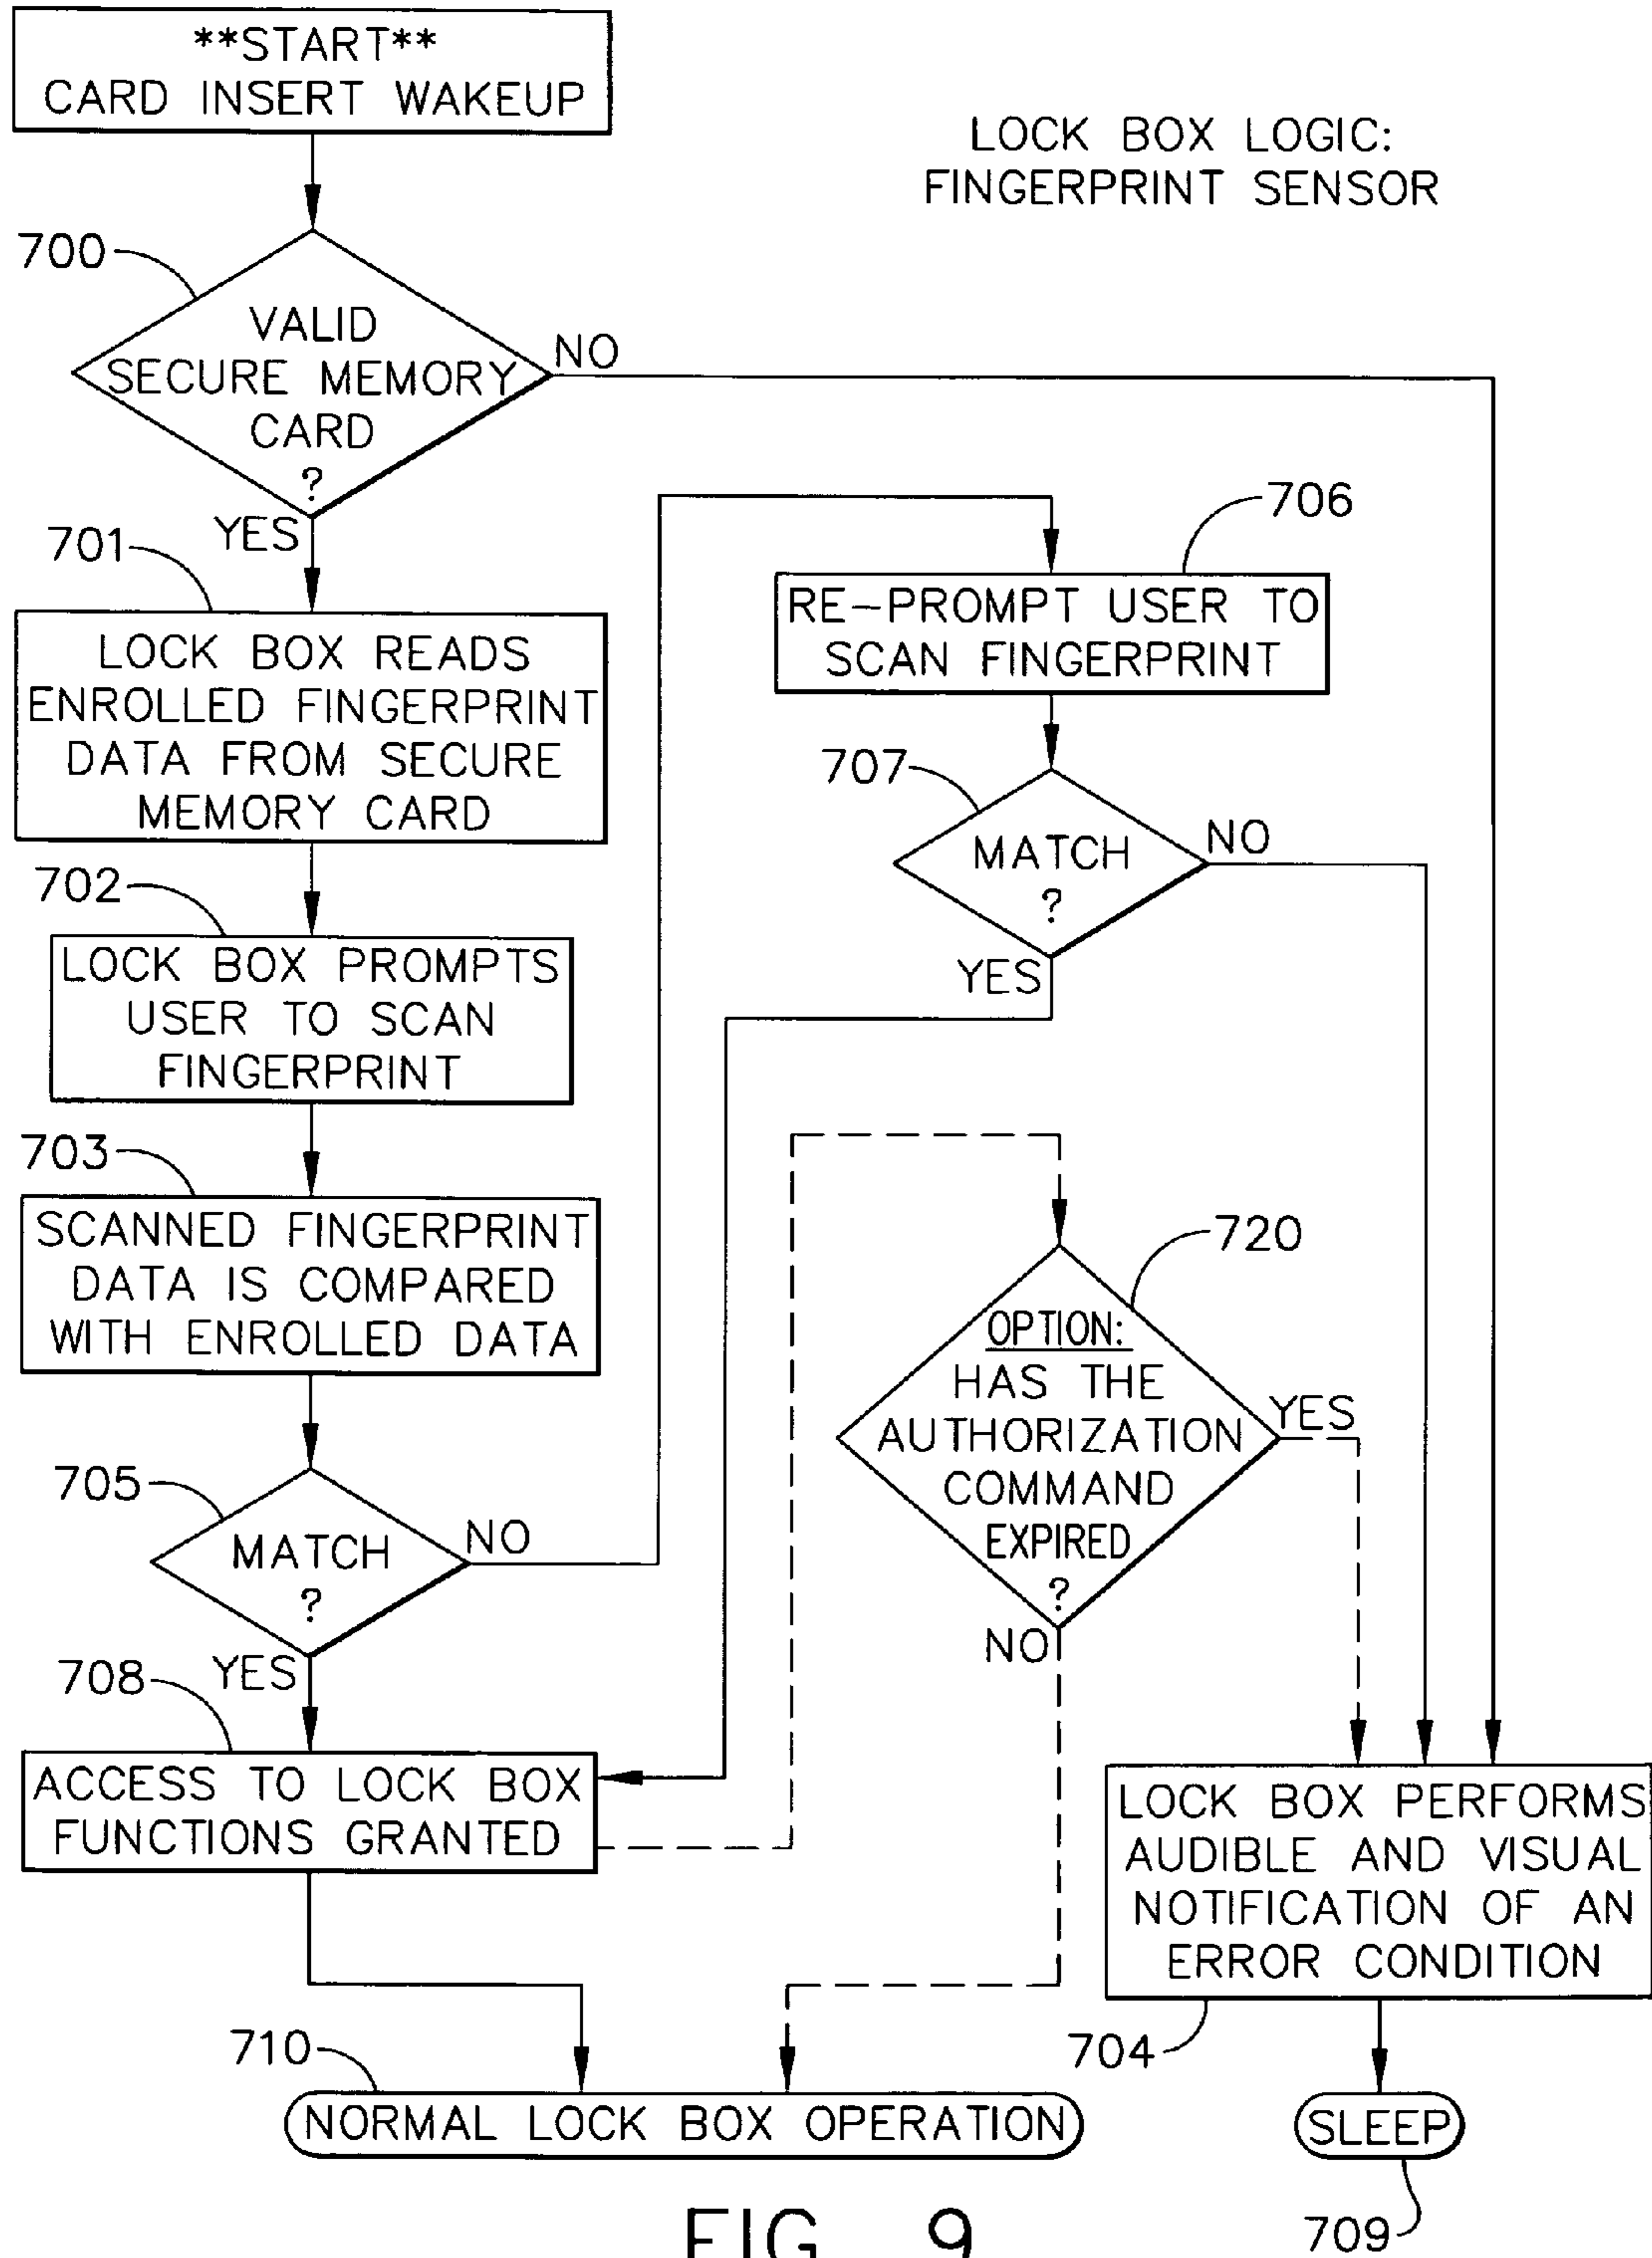 **START**
CARD INSERT WAKEUP
LOCK BOX LOGIC:
FINGERPRINT SENSOR
700
VALID
SECURE MEMORY
CARD
?
NO
YES
701
LOCK BOX READS
ENROLLED FINGERPRINT
DATA FROM SECURE
MEMORY CARD
702
LOCK BOX PROMPTS
USER TO SCAN
FINGERPRINT
703
SCANNED FINGERPRINT
DATA IS COMPARED
WITH ENROLLED DATA
705
MATCH
?
NO
YES
706
RE-PROMPT USER TO
SCAN FINGERPRINT
707
MATCH
?
NO
YES
708
ACCESS TO LOCK BOX
FUNCTIONS GRANTED
720
OPTION:
HAS THE
AUTHORIZATION
COMMAND
EXPIRED
?
YES
NO
LOCK BOX PERFORMS
AUDIBLE AND VISUAL
NOTIFICATION OF AN
ERROR CONDITION
704
710
NORMAL LOCK BOX OPERATION
SLEEP
709
FIG. 9